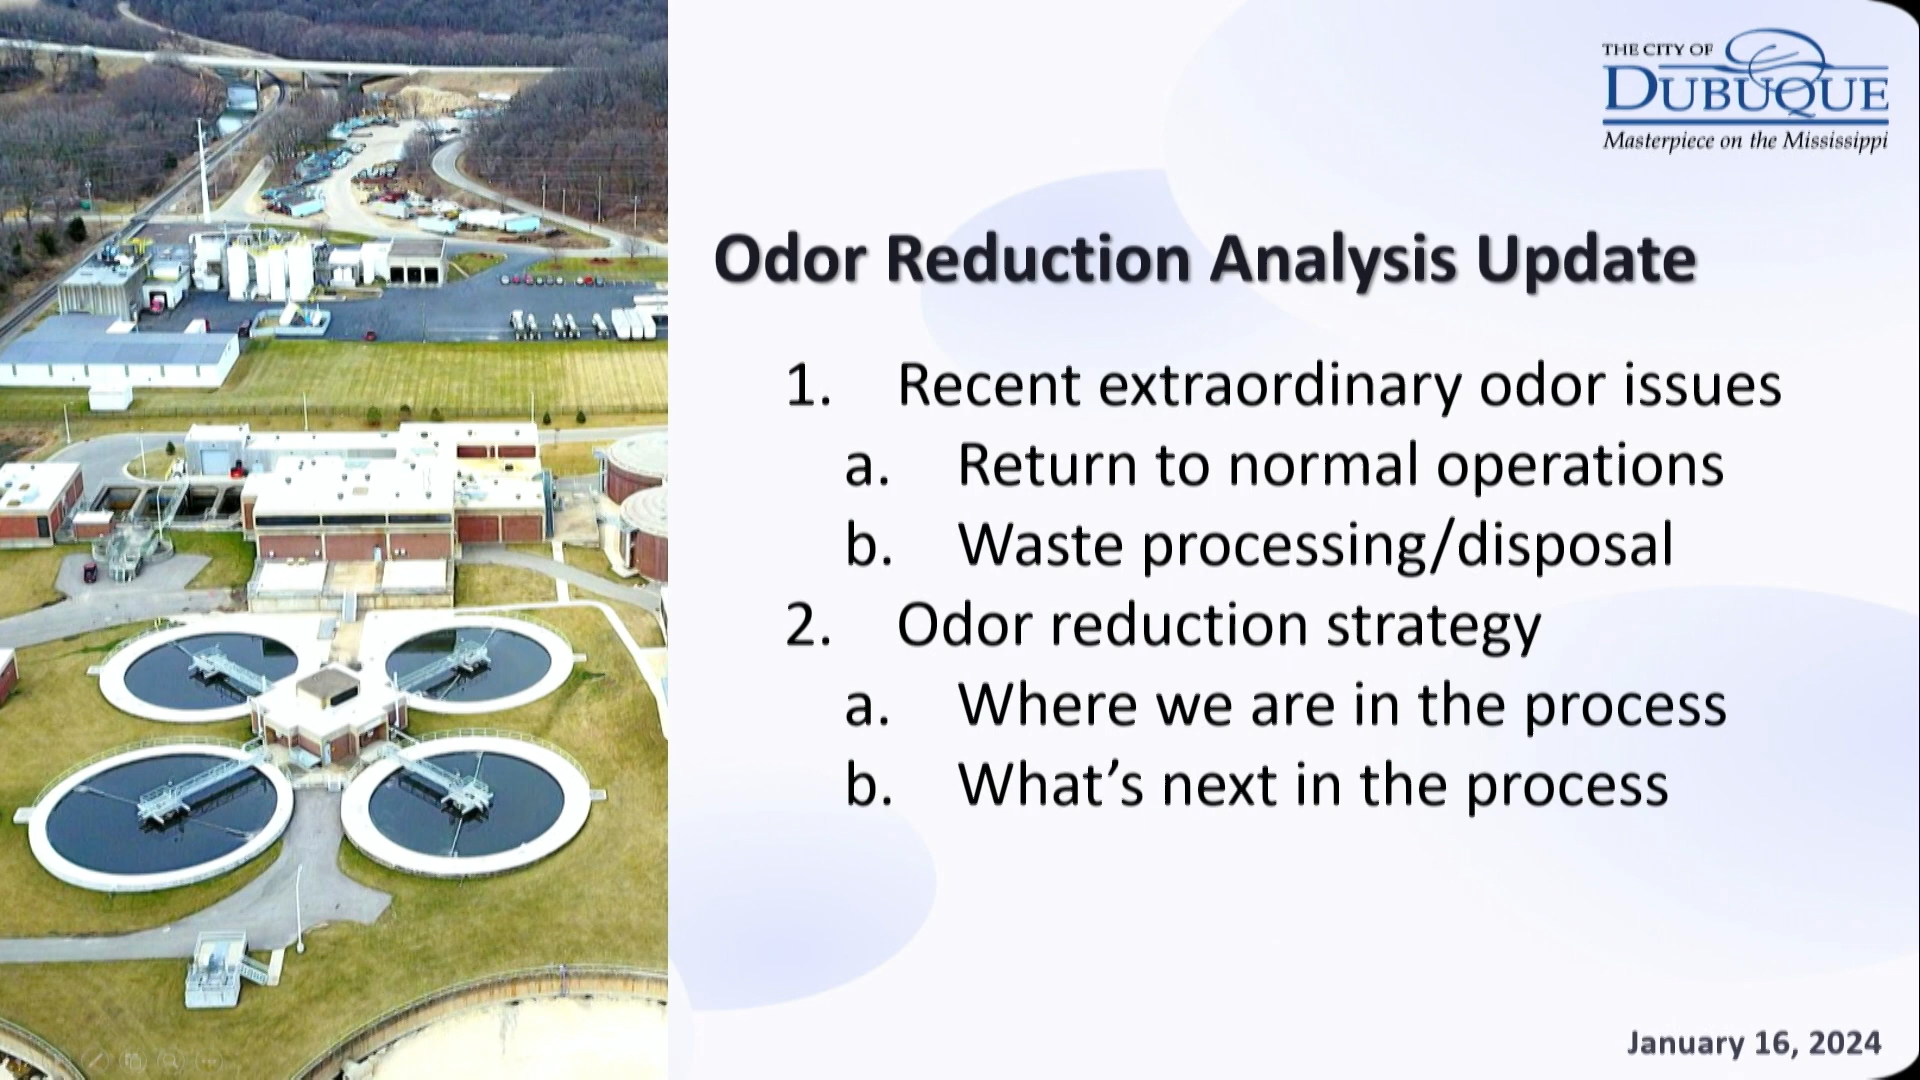 THE CITY OF
DUBUQUE
Masterpiece on the Mississippi
Odor Reduction Analysis Update
1. Recent extraordinary odor issues
a. Return to normal operations
b. Waste processing/disposal
2. Odor reduction strategy
a. Where we are in the process
b. What’s next in the process
January 16, 2024